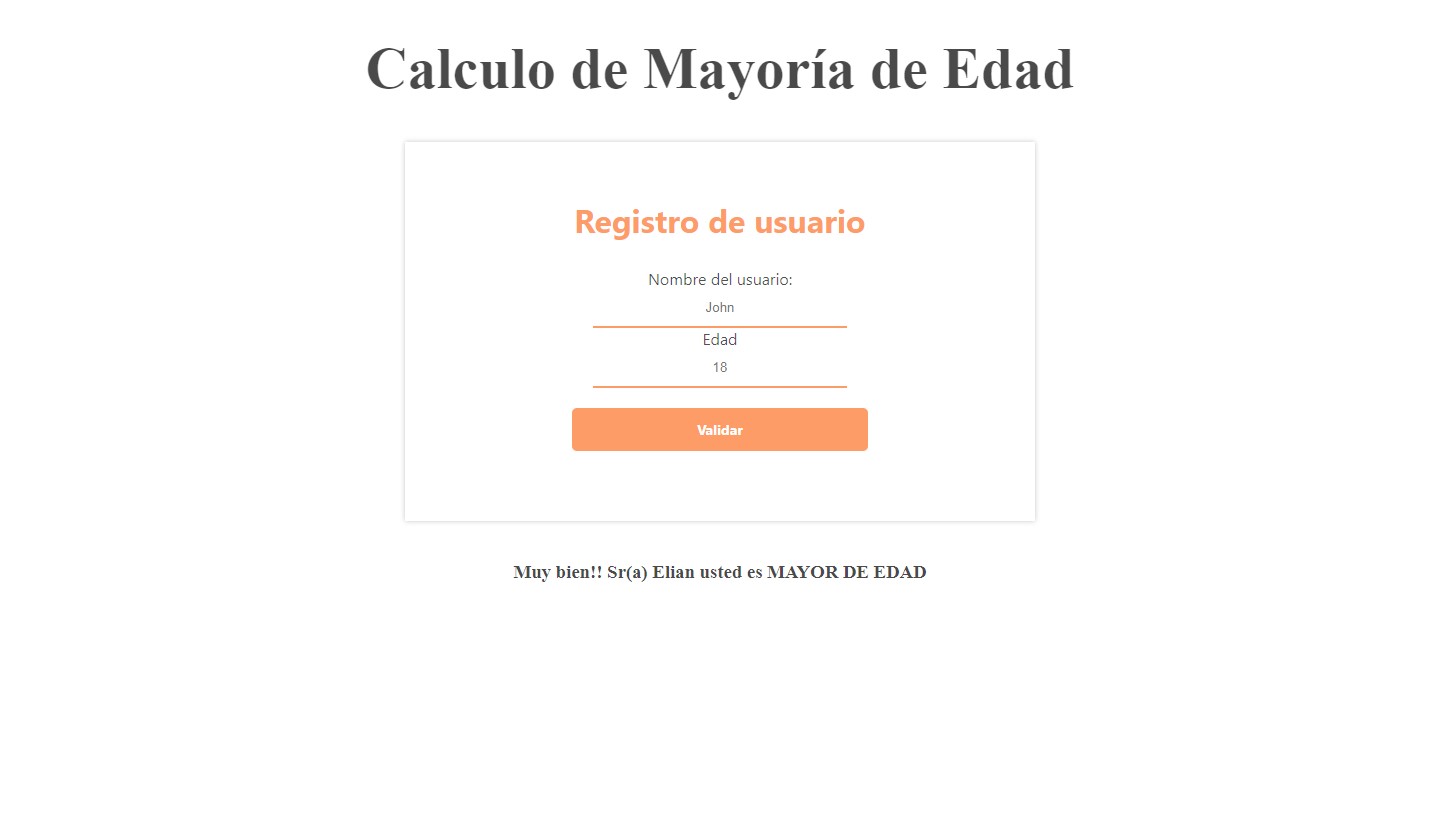 Calculo de Mayoría de Edad
Registro de usuario
Nombre del usuario:
John
Edad
18
Validar
Muy bien!! Sr(a) Elian usted es MAYOR DE EDAD